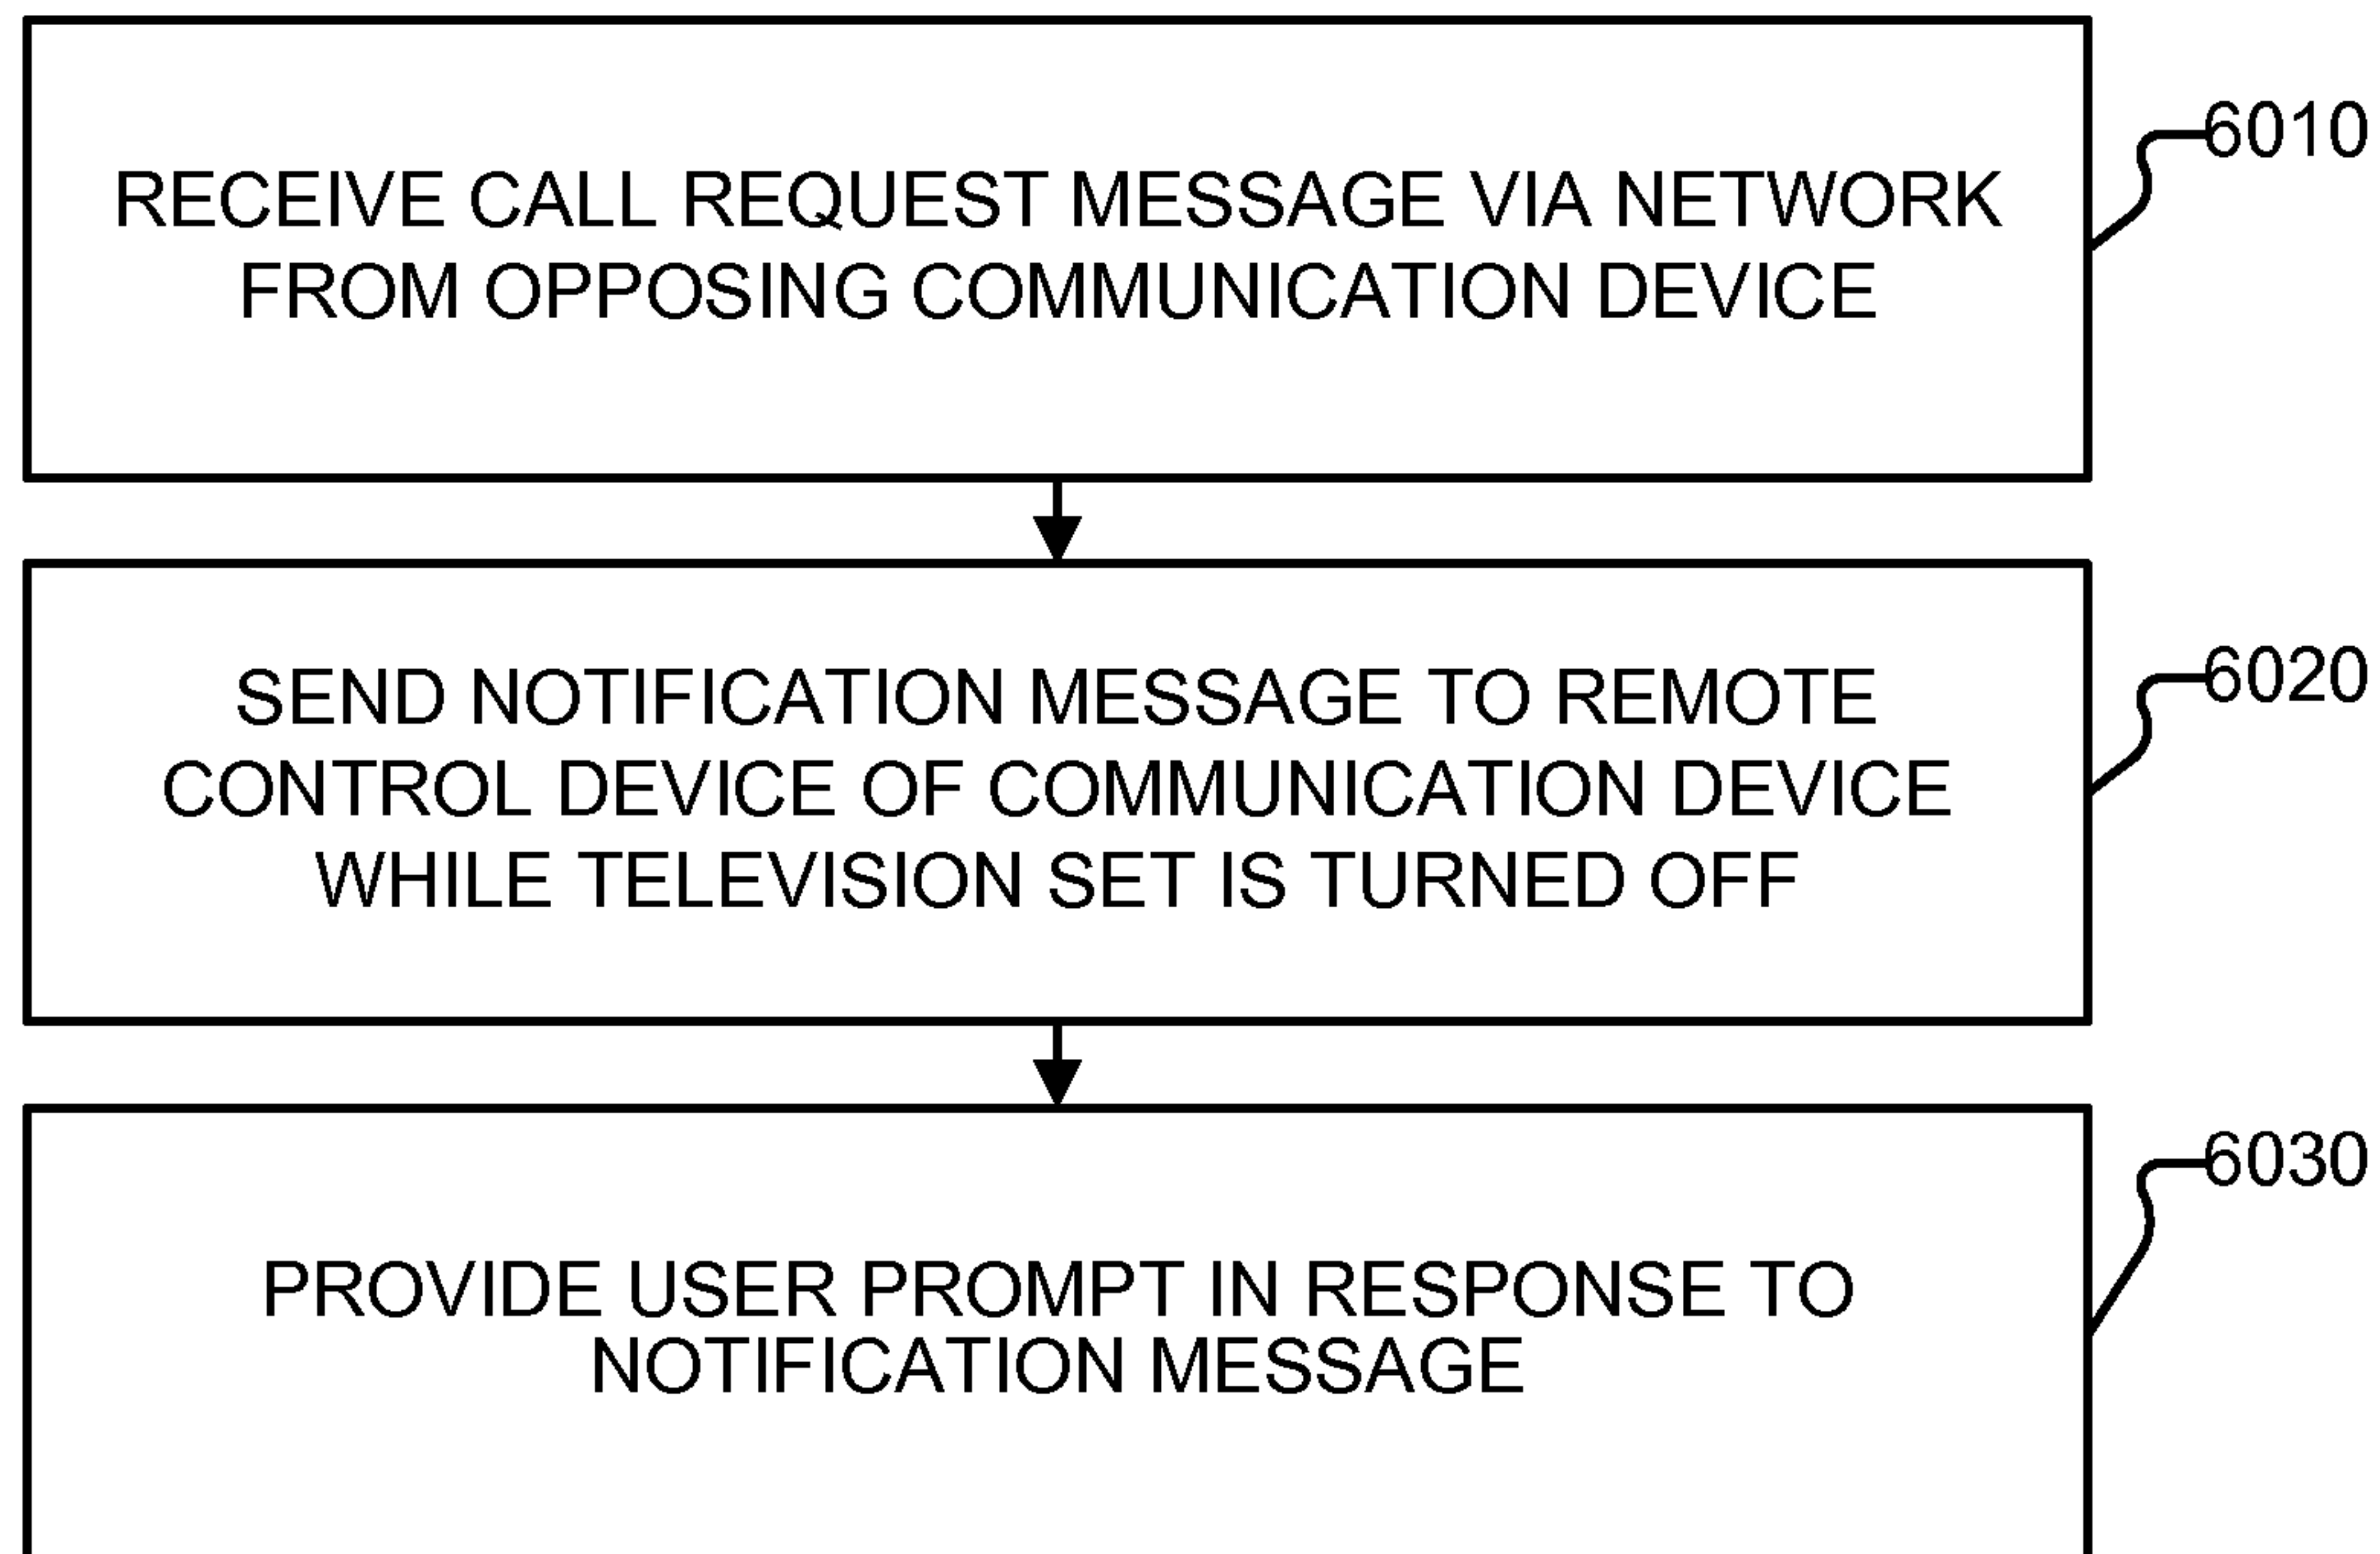 RECEIVE CALL REQUEST MESSAGE VIA NETWORK
FROM OPPOSING COMMUNICATION DEVICE
6010
SEND NOTIFICATION MESSAGE TO REMOTE
CONTROL DEVICE OF COMMUNICATION DEVICE
WHILE TELEVISION SET IS TURNED OFF
6020
PROVIDE USER PROMPT IN RESPONSE TO
NOTIFICATION MESSAGE
6030